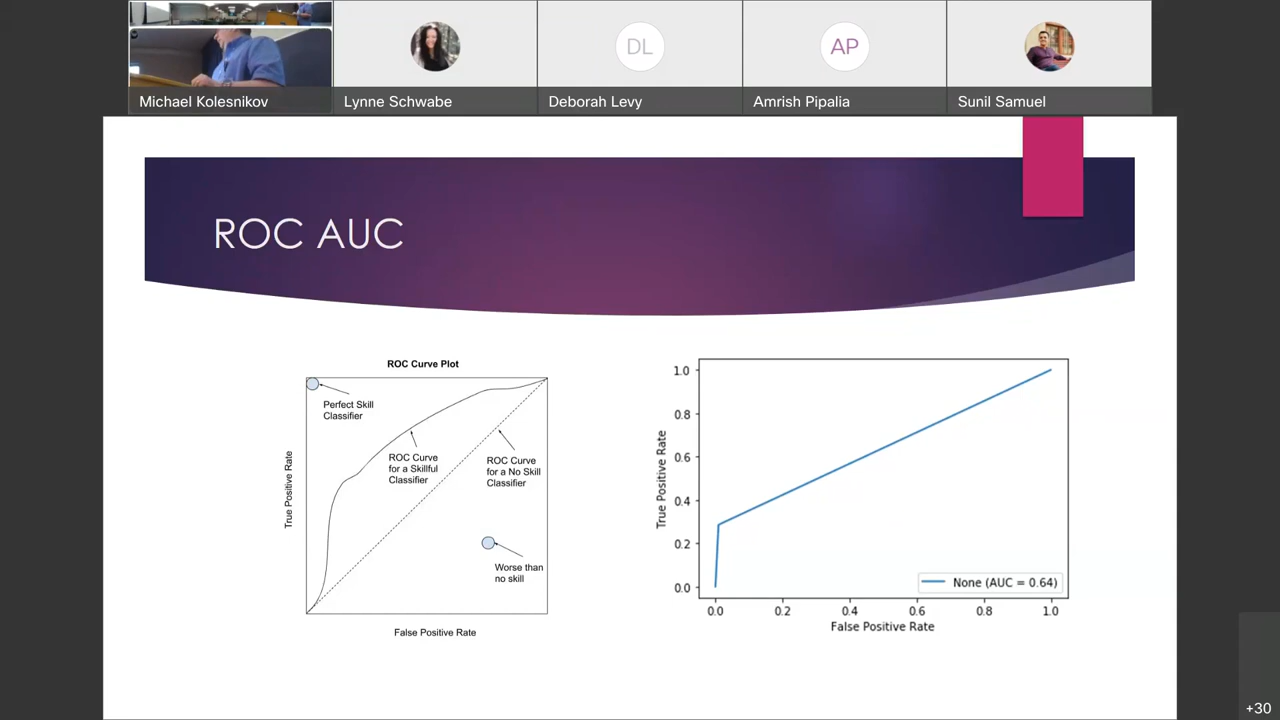 Michael Kolesnikov
Lynne Schwabe
DL
Deborah Levy
AP
Amrish Pipalia
Sunil Samuel
ROC AUC
ROC Curve Plot
Perfect Skill
Classifier
ROC Curve
for a Skillful
Classifier
ROC Curve
for a No Skill
Classifier
Worse than
no skill
True Positive Rate
False Positive Rate
1.0
0.8
0.6
0.4
0.2
0.0
True Positive Rate
None (AUC = 0.64)
0.0 0.2 0.4 0.6 0.8 1.0
False Positive Rate
+30